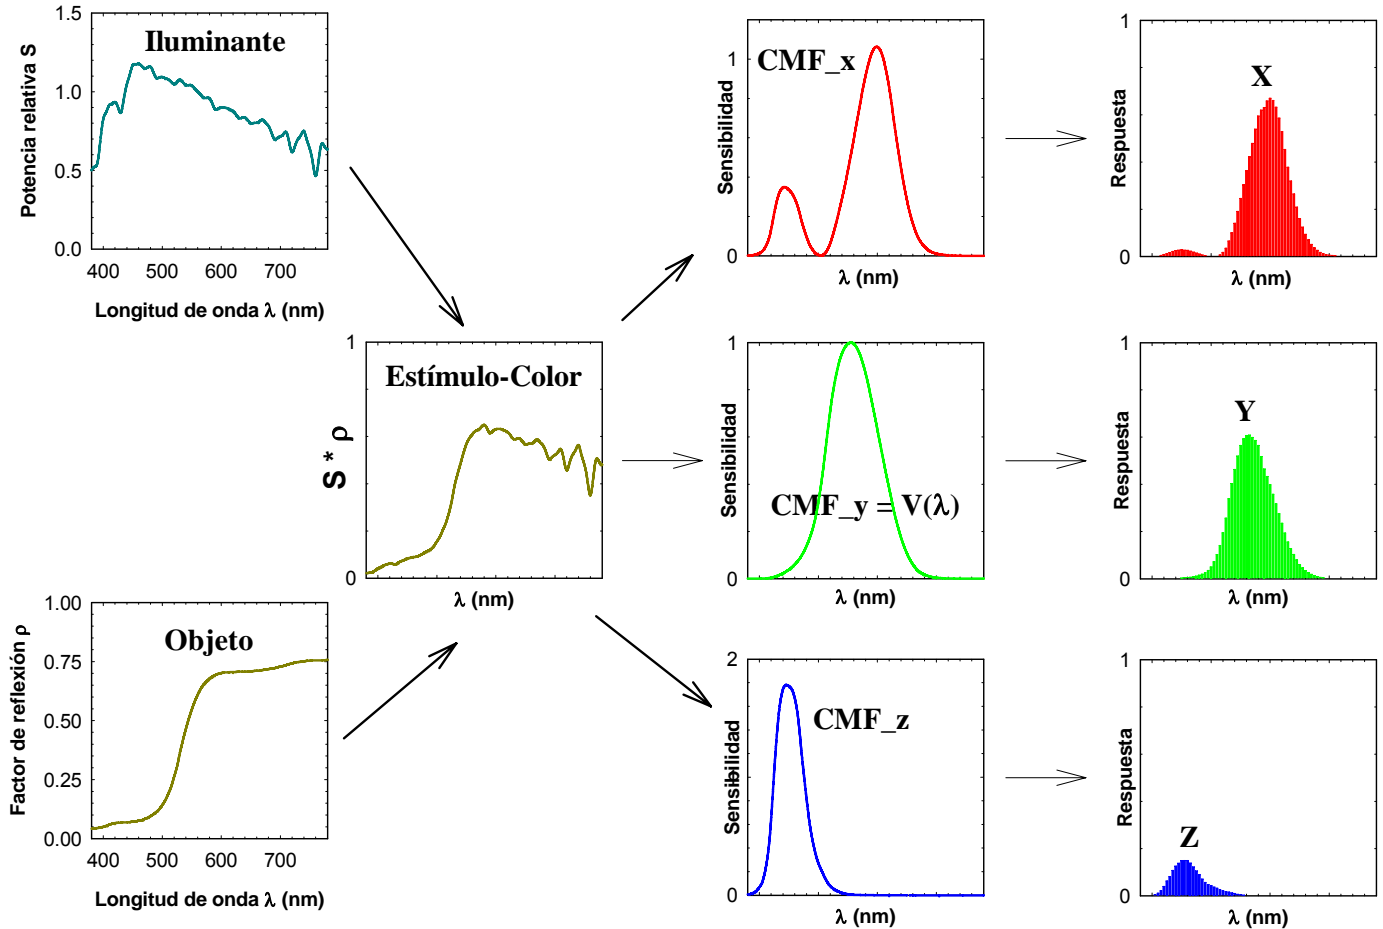 Iluminante
Potencia relativa S
1.5
1.0
0.5
0.0
400 500 600 700
Longitud de onda λ (nm)
Objeto
Factor de reflexión ρ
1.00
0.75
0.50
0.25
0.00
400 500 600 700
Longitud de onda λ (nm)
Estímulo-Color
S * ρ
1
0
λ (nm)
CMF_x
Sensibilidad
1
0
λ (nm)
X
Respuesta
1
0
λ (nm)
CMF_y = V(λ)
Sensibilidad
1
0
λ (nm)
Y
Respuesta
1
0
λ (nm)
CMF_z
Sensibilidad
2
0
λ (nm)
Z
Respuesta
1
0
λ (nm)